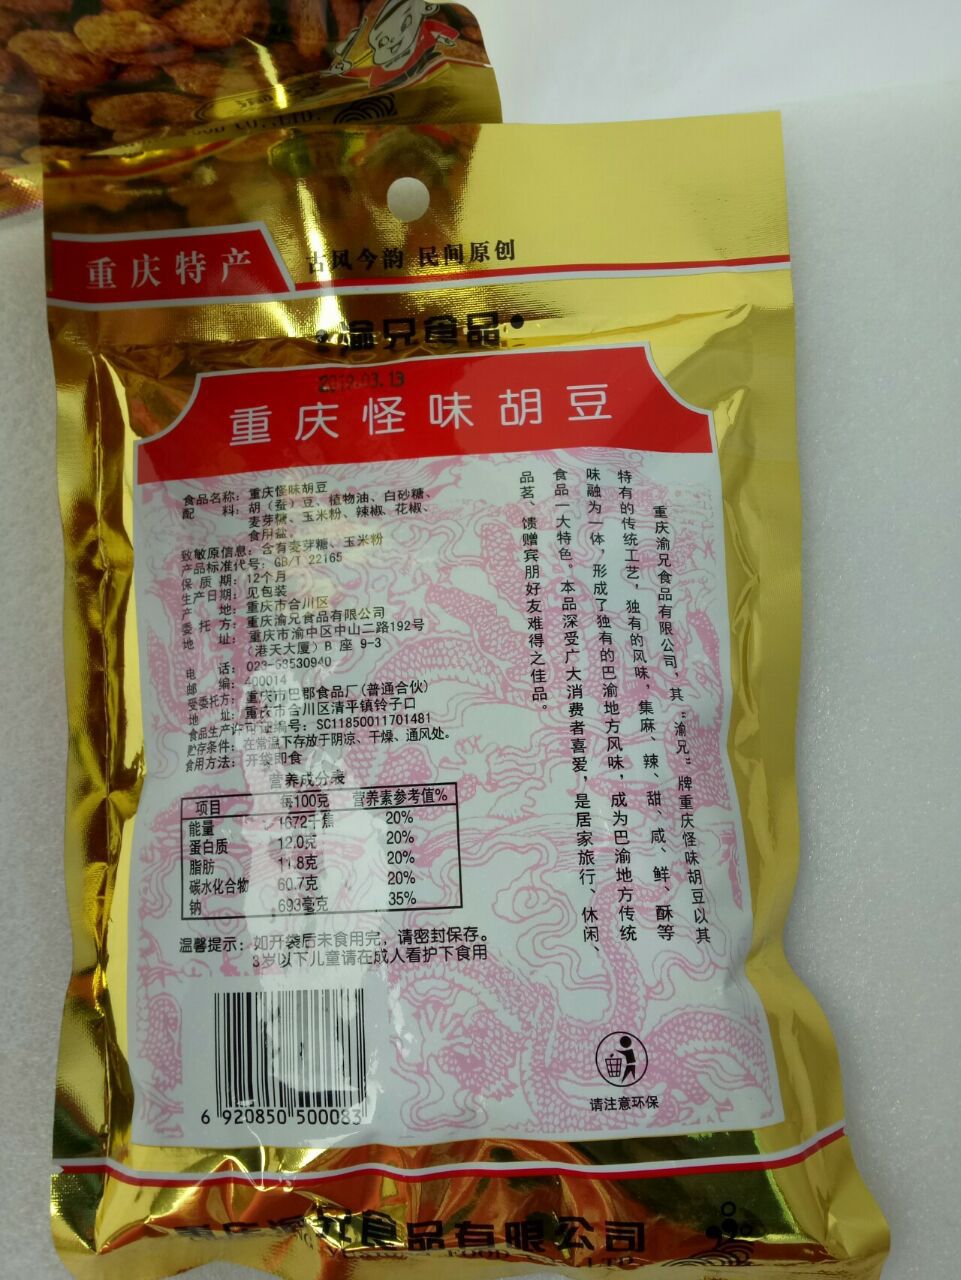 CO.,LTD.
重庆特产
古风今韵 民间原创
渝兄食品
2019.03.13
重庆怪味胡豆
食品名称：重庆怪味胡豆
配 料：胡（蚕）豆、植物油、白砂糖、
麦芽糖、玉米粉、辣椒、花椒、
食用盐。
致敏原信息：含有麦芽糖、玉米粉
产品标准代号：GB/T 22165
保质期：12个月
生产日期：见包装
产 地：重庆市合川区
委托方：重庆渝兄食品有限公司
地 址：重庆市渝中区中山二路192号
（港天大厦）B 座 9-3
电 话：023-63530940
邮 编：400014
受委托方：重庆市巴郡食品厂(普通合伙)
地 址：重庆市合川区清平镇铃子口
食品生产许可证编号：SC11850011701481
贮存条件：在常温下存放于阴凉、干燥、通风处。
食用方法：开袋即食
营养成分表
项目 每100克 营养素参考值%
能量 1672千焦 20%
蛋白质 12.0克 20%
脂肪 11.8克 20%
碳水化合物 60.7克 20%
钠 693毫克 35%
温馨提示：如开袋后未食用完，请密封保存。
3岁以下儿童请在成人看护下食用
重庆渝兄食品有限公司，其“渝兄”牌重庆怪味胡豆以其
特有的传统工艺，独有的风味，集麻、辣、甜、咸、鲜、酥等
味融为一体，形成了独有的巴渝地方风味，成为巴渝地方传统
食品一大特色。本品深受广大消费者喜爱，是居家旅行、休闲、
品茗、馈赠宾朋好友难得之佳品。
6 920850 500083
请注意环保
重庆渝兄食品有限公司